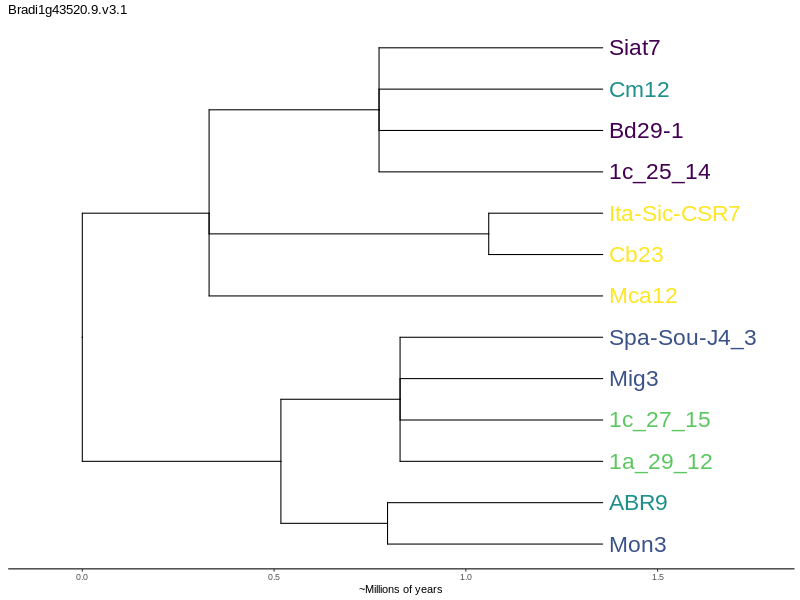 Bradi1g43520.9.v3.1
Siat7
Cm12
Bd29-1
1c_25_14
Ita-Sic-CSR7
Cb23
Mca12
Spa-Sou-J4_3
Mig3
1c_27_15
1a_29_12
ABR9
Mon3
0.0 0.5 1.0 1.5
~Millions of years